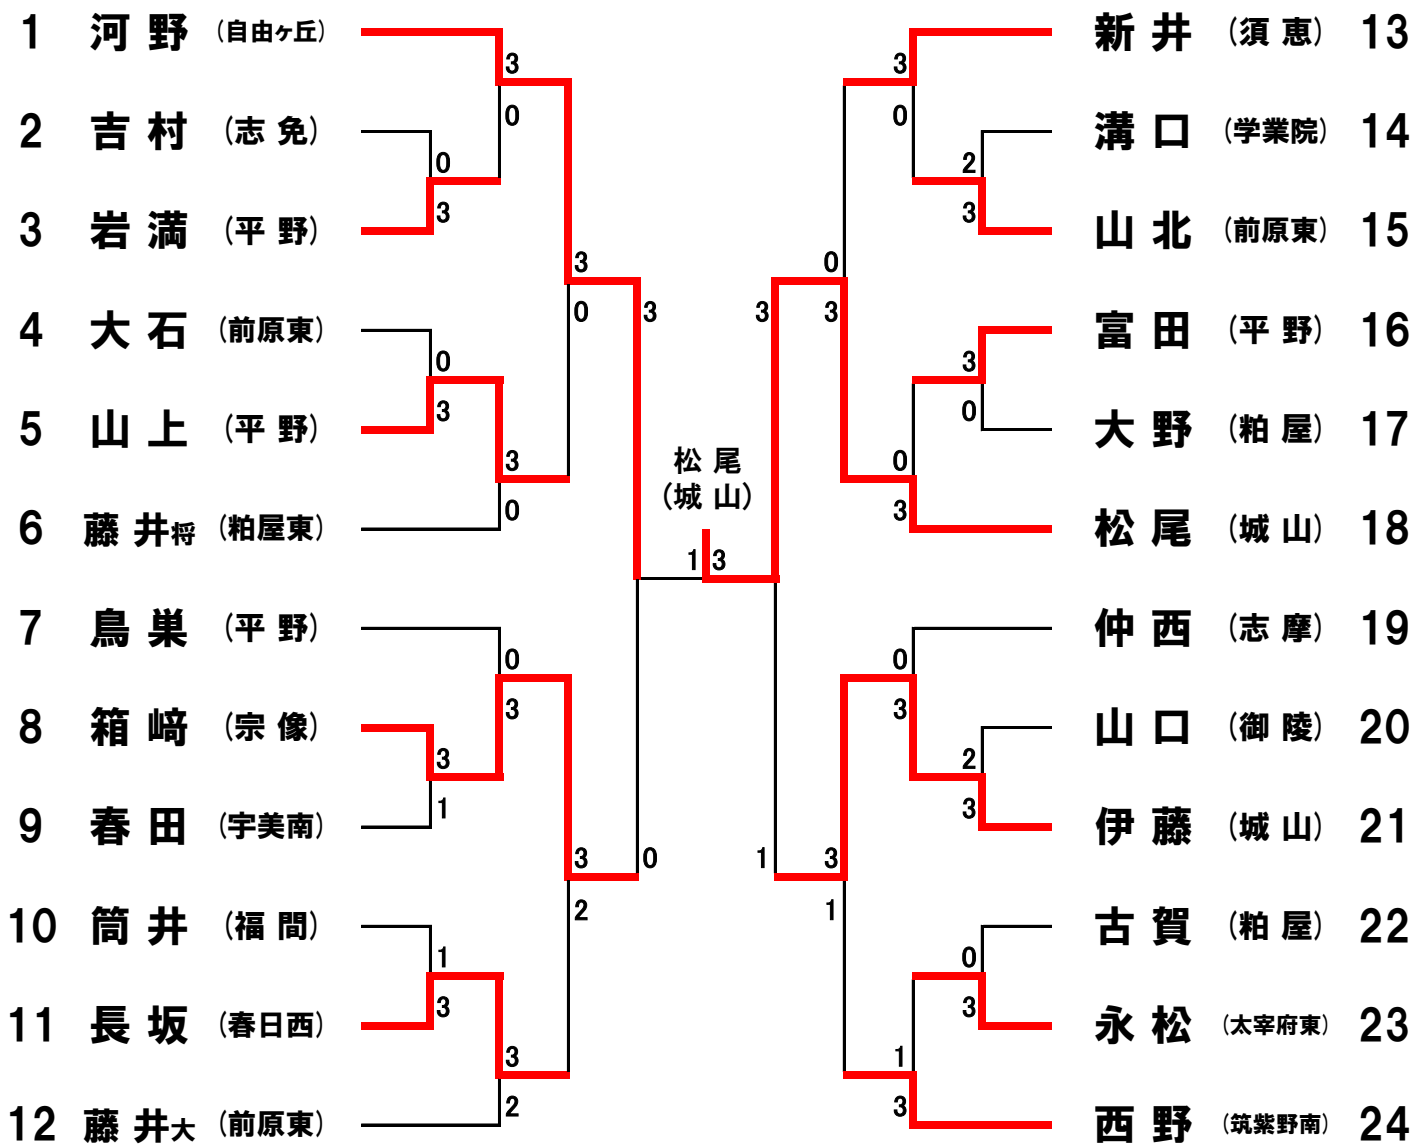 1 河野 (自由ヶ丘)
2 吉村 (志免)
3 岩満 (平野)
4 大石 (前原東)
5 山上 (平野)
6 藤井将 (粕屋東)
7 鳥巣 (平野)
8 箱﨑 (宗像)
9 春田 (宇美南)
10 筒井 (福間)
11 長坂 (春日西)
12 藤井大 (前原東)
3
0
0
3
3
0
0
3
3
0
3
0
3
3
1
3
2
0
1
3
3
2
松尾
(城山)
1 3
3
0
2
3
0
3
3
3
0
0
3
0
3
2
3
3
1
1
0
3
1
3
新井 (須恵) 13
溝口 (学業院) 14
山北 (前原東) 15
富田 (平野) 16
大野 (粕屋) 17
松尾 (城山) 18
仲西 (志摩) 19
山口 (御陵) 20
伊藤 (城山) 21
古賀 (粕屋) 22
永松 (太宰府東) 23
西野 (筑紫野南) 24